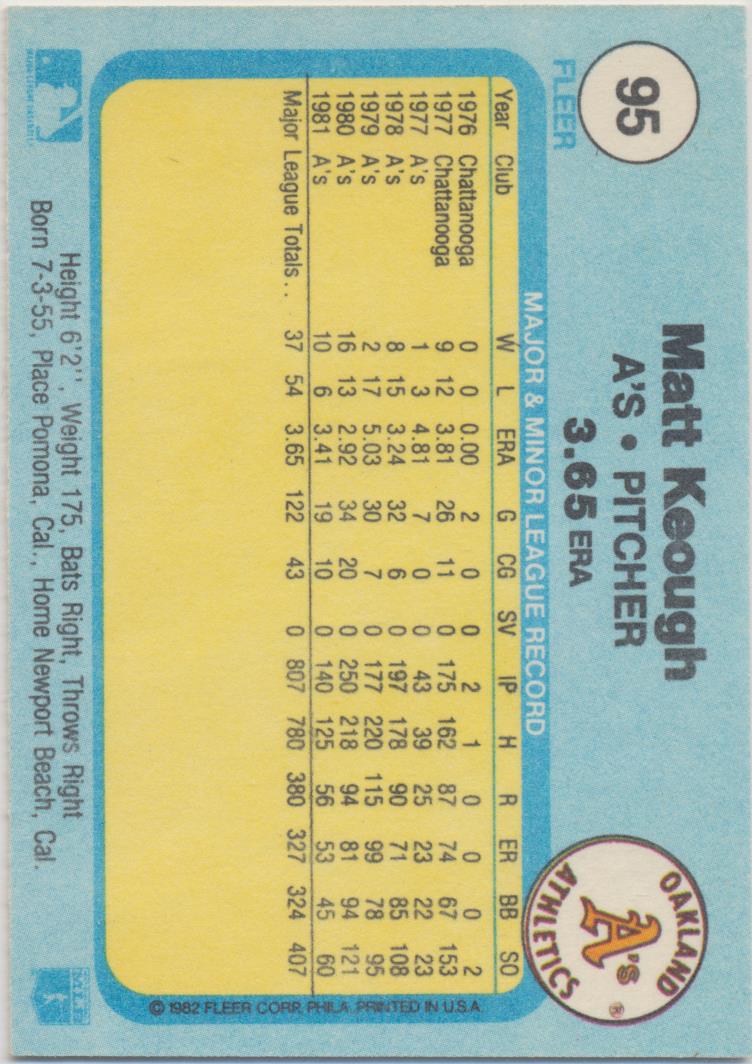 95
FLEER
Matt Keough
A'S • PITCHER
3.65 ERA
OAKLAND
A's
ATHLETICS
®
MAJOR & MINOR LEAGUE RECORD
Year Club W L ERA G CG SV IP H R ER BB SO
1976 Chattanooga 0 0 0.00 2 0 0 2 1 0 0 0 2
1977 Chattanooga 9 12 3.81 26 11 0 175 162 87 74 67 153
1977 A's 1 3 4.81 7 0 0 43 39 25 23 22 23
1978 A's 8 15 3.24 32 6 0 197 178 90 71 85 108
1979 A's 2 17 5.03 30 7 0 177 220 115 99 78 95
1980 A's 16 13 2.92 34 20 0 250 218 94 81 94 121
1981 A's 10 6 3.41 19 10 0 140 125 56 53 45 60
Major League Totals . . 37 54 3.65 122 43 0 807 780 380 327 324 407
© 1982 FLEER CORP. PHILA. PRINTED IN U.S.A.
Height 6'2'', Weight 175, Bats Right, Throws Right
Born 7-3-55, Place Pomona, Cal., Home Newport Beach, Cal.